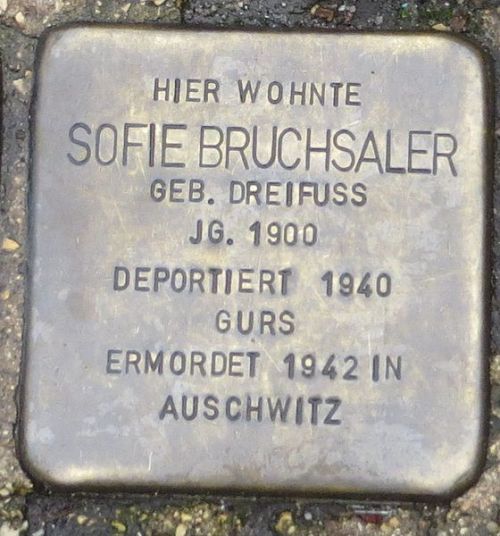 HIER WOHNTE
SOFIE BRUCHSALER
GEB. DREIFUSS
JG. 1900
DEPORTIERT 1940
GURS
ERMORDET 1942 IN
AUSCHWITZ